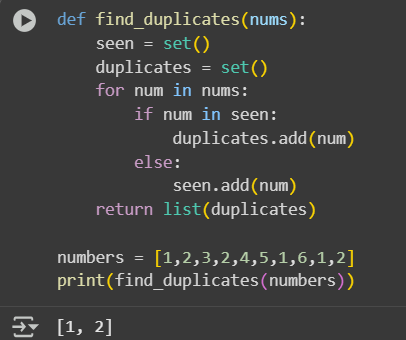 def find_duplicates(nums):
    seen = set()
    duplicates = set()
    for num in nums:
        if num in seen:
            duplicates.add(num)
        else:
            seen.add(num)
    return list(duplicates)

numbers = [1,2,3,2,4,5,1,6,1,2]
print(find_duplicates(numbers))
[1, 2]